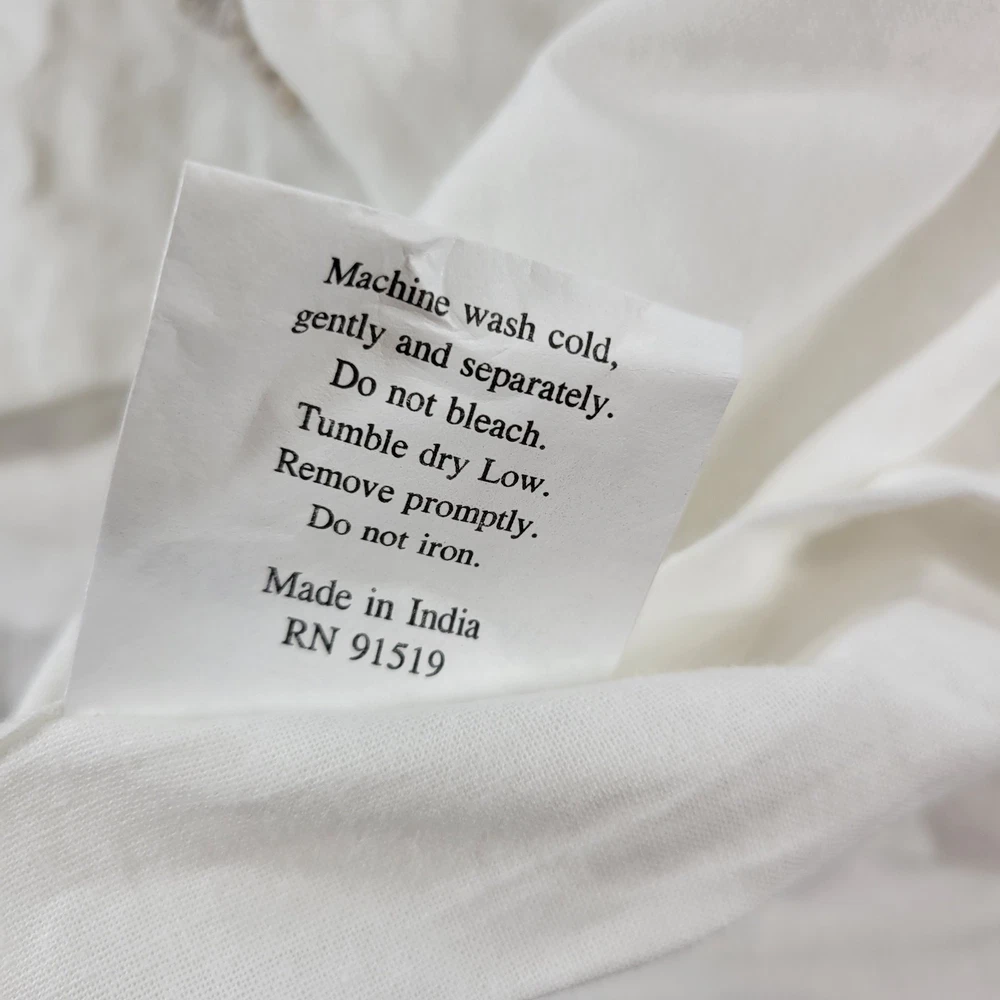 Machine wash cold,
gently and separately.
Do not bleach.
Tumble dry Low.
Remove promptly.
Do not iron.
Made in India
RN 91519